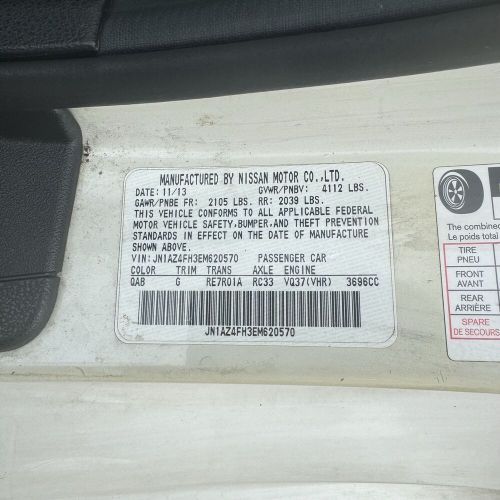 MANUFACTURED BY NISSAN MOTOR CO.,LTD.
DATE: 11/13 GVWR/PNBV: 4112 LBS.
GAWR/PNBE FR: 2105 LBS. RR: 2039 LBS.
THIS VEHICLE CONFORMS TO ALL APPLICABLE FEDERAL
MOTOR VEHICLE SAFETY, BUMPER, AND THEFT PREVENTION
STANDARDS IN EFFECT ON THE DATE OF MANUFACTURE
SHOWN ABOVE.
VIN: JN1AZ4FH3EM620570 PASSENGER CAR
COLOR TRIM TRANS AXLE ENGINE
QAB G RE7R01A RC33 VQ37(VHR) 3696CC
JN1AZ4FH3EM620570
The combined
Le poids total
TIRE
PNEU
FRONT
AVANT
REAR
ARRIÈRE
SPARE
DE SECOURS